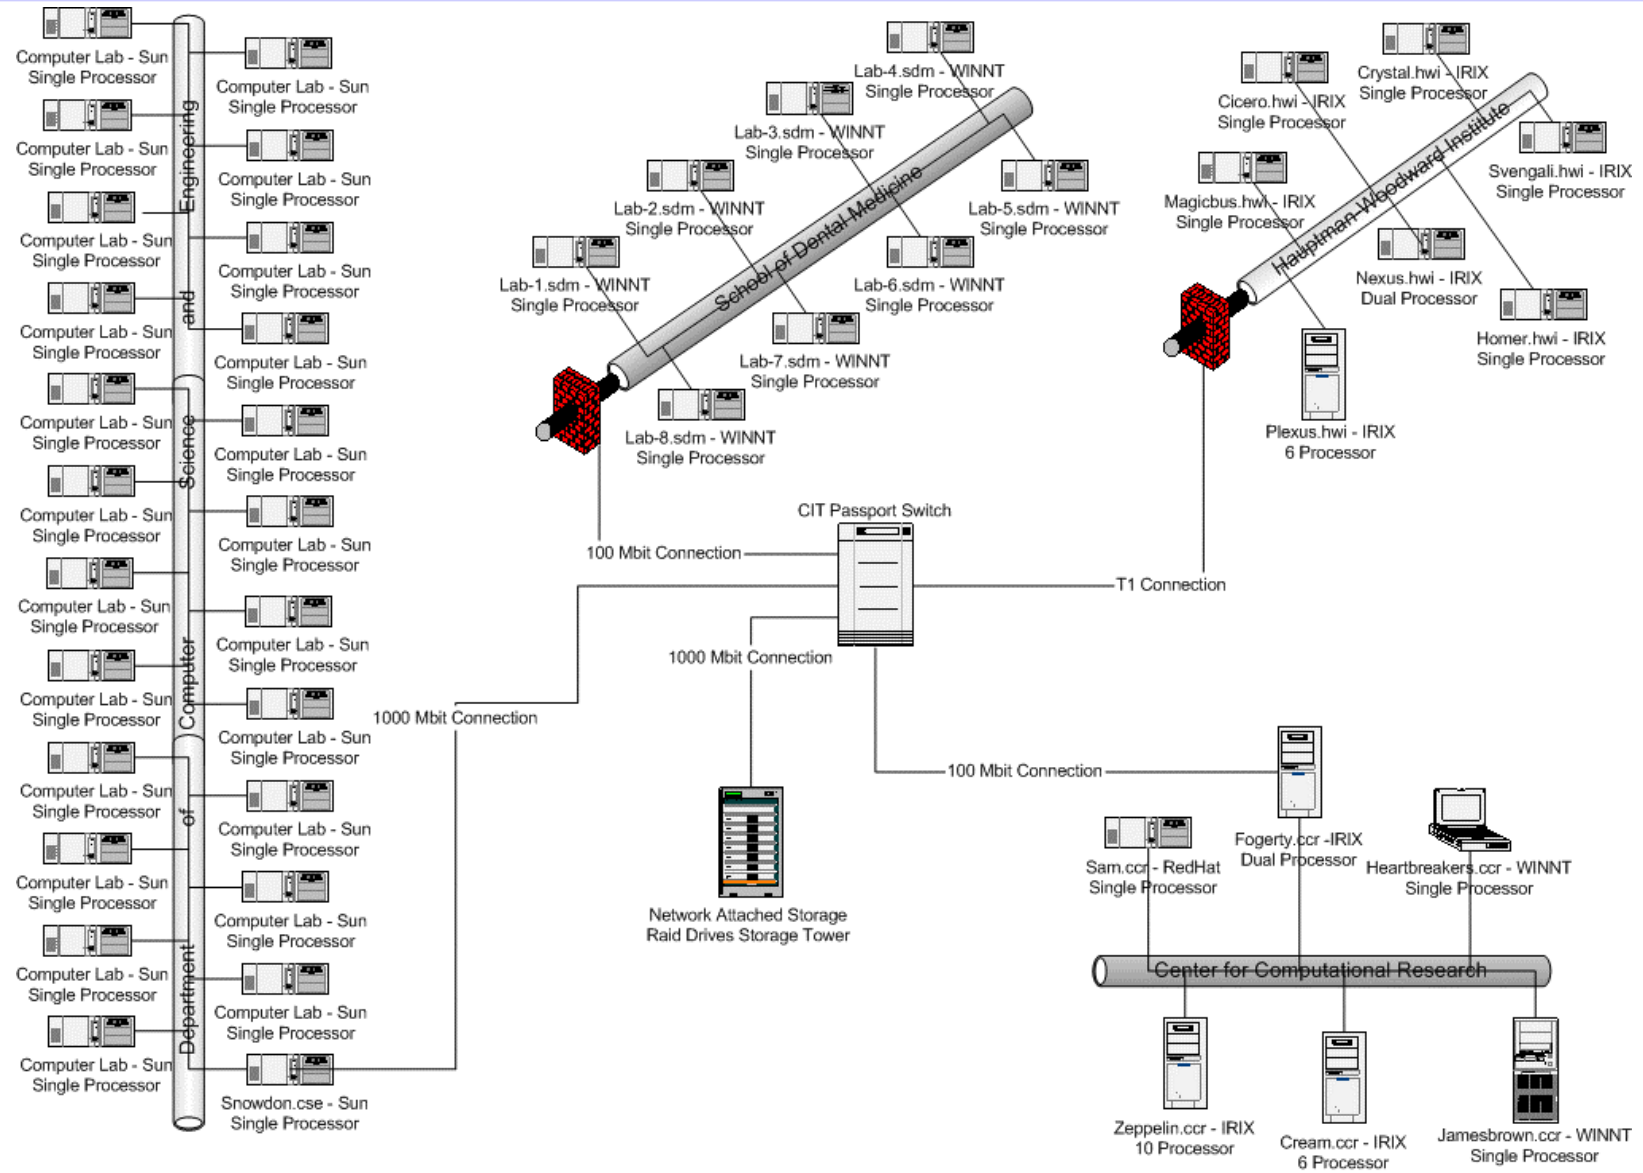 Computer Lab - Sun
Single Processor
Computer Lab - Sun
Single Processor
Computer Lab - Sun
Single Processor
Computer Lab - Sun
Single Processor
Computer Lab - Sun
Single Processor
Computer Lab - Sun
Single Processor
Computer Lab - Sun
Single Processor
Computer Lab - Sun
Single Processor
Computer Lab - Sun
Single Processor
Computer Lab - Sun
Single Processor
Computer Lab - Sun
Single Processor
Computer Lab - Sun
Single Processor
Department of Computer Science and Engineering
Computer Lab - Sun
Single Processor
Computer Lab - Sun
Single Processor
Computer Lab - Sun
Single Processor
Computer Lab - Sun
Single Processor
Computer Lab - Sun
Single Processor
Computer Lab - Sun
Single Processor
Computer Lab - Sun
Single Processor
Computer Lab - Sun
Single Processor
Computer Lab - Sun
Single Processor
Computer Lab - Sun
Single Processor
Computer Lab - Sun
Single Processor
Snowdon.cse - Sun
Single Processor
Lab-4.sdm - WINNT
Single Processor
Lab-3.sdm - WINNT
Single Processor
Lab-2.sdm - WINNT
Single Processor
Lab-1.sdm - WINNT
Single Processor
School of Dental Medicine
Lab-5.sdm - WINNT
Single Processor
Lab-6.sdm - WINNT
Single Processor
Lab-7.sdm - WINNT
Single Processor
Lab-8.sdm - WINNT
Single Processor
Crystal.hwi - IRIX
Single Processor
Cicero.hwi - IRIX
Single Processor
Magicbus.hwi - IRIX
Single Processor
Hauptman-Woodward Institute
Svengali.hwi - IRIX
Single Processor
Nexus.hwi - IRIX
Dual Processor
Homer.hwi - IRIX
Single Processor
Plexus.hwi - IRIX
6 Processor
CIT Passport Switch
100 Mbit Connection
T1 Connection
1000 Mbit Connection
1000 Mbit Connection
100 Mbit Connection
Network Attached Storage
Raid Drives Storage Tower
Sam.ccr - RedHat
Single Processor
Fogerty.ccr -IRIX
Dual Processor
Heartbreakers.ccr - WINNT
Single Processor
Center for Computational Research
Zeppelin.ccr - IRIX
10 Processor
Cream.ccr - IRIX
6 Processor
Jamesbrown.ccr - WINNT
Single Processor